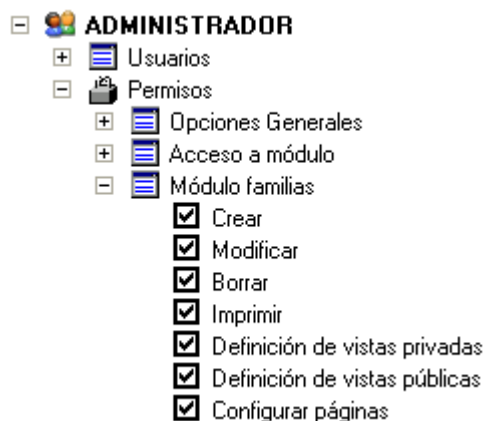 ADMINISTRADOR
Usuarios
Permisos
Opciones Generales
Acceso a módulo
Módulo familias
Crear
Modificar
Borrar
Imprimir
Definición de vistas privadas
Definición de vistas públicas
Configurar páginas